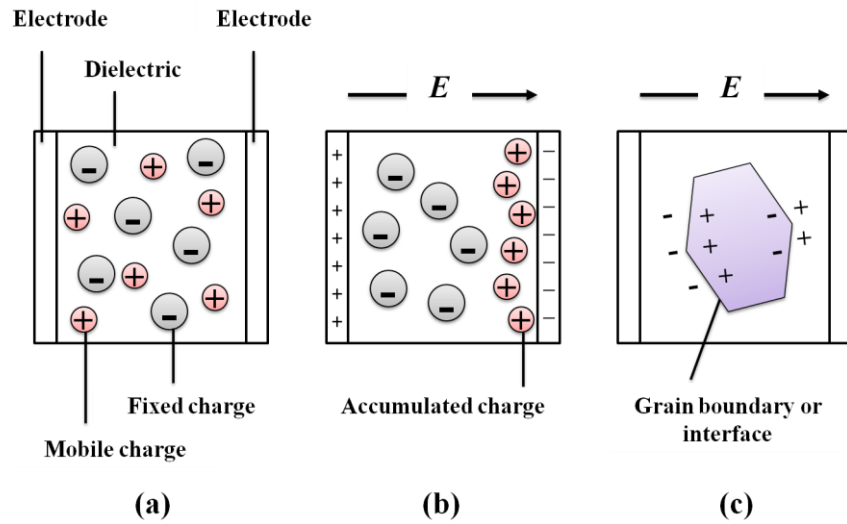 Electrode
Electrode
Dielectric
E
E
Fixed charge
Mobile charge
Accumulated charge
Grain boundary or
interface
(a)
(b)
(c)